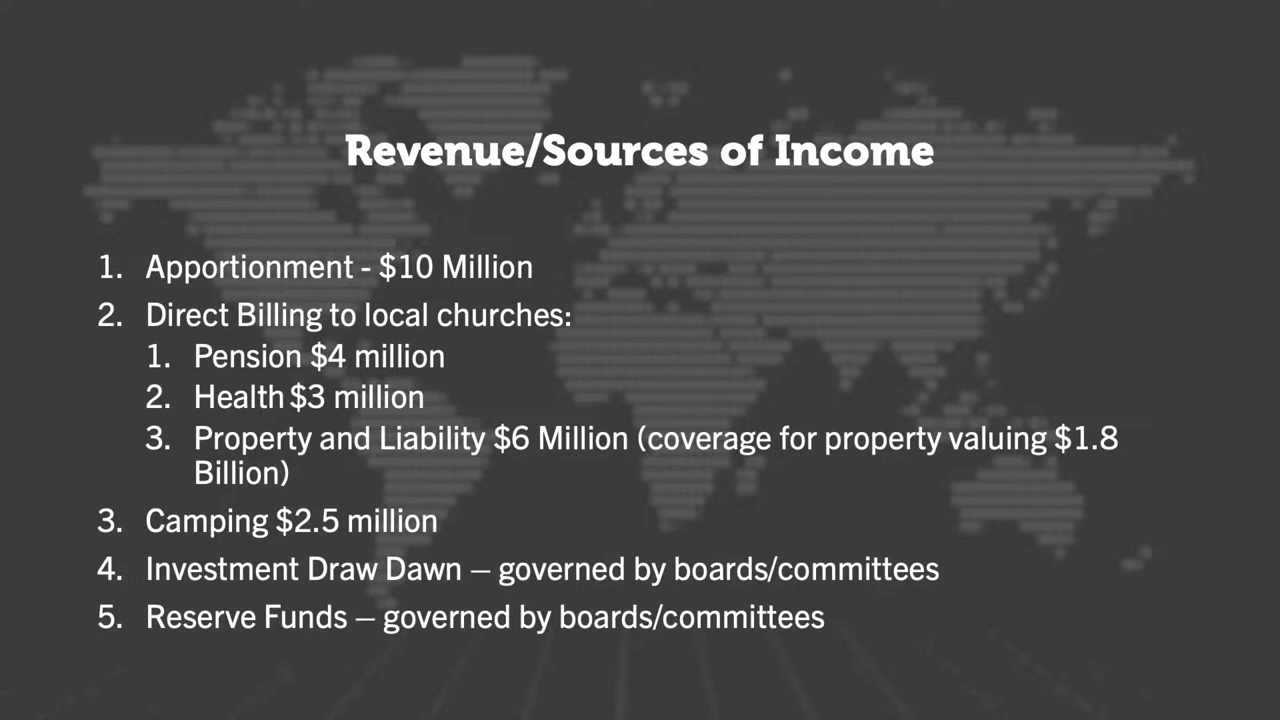 Revenue/Sources of Income
1. Apportionment - $10 Million
2. Direct Billing to local churches:
1. Pension $4 million
2. Health $3 million
3. Property and Liability $6 Million (coverage for property valuing $1.8
Billion)
3. Camping $2.5 million
4. Investment Draw Dawn – governed by boards/committees
5. Reserve Funds – governed by boards/committees